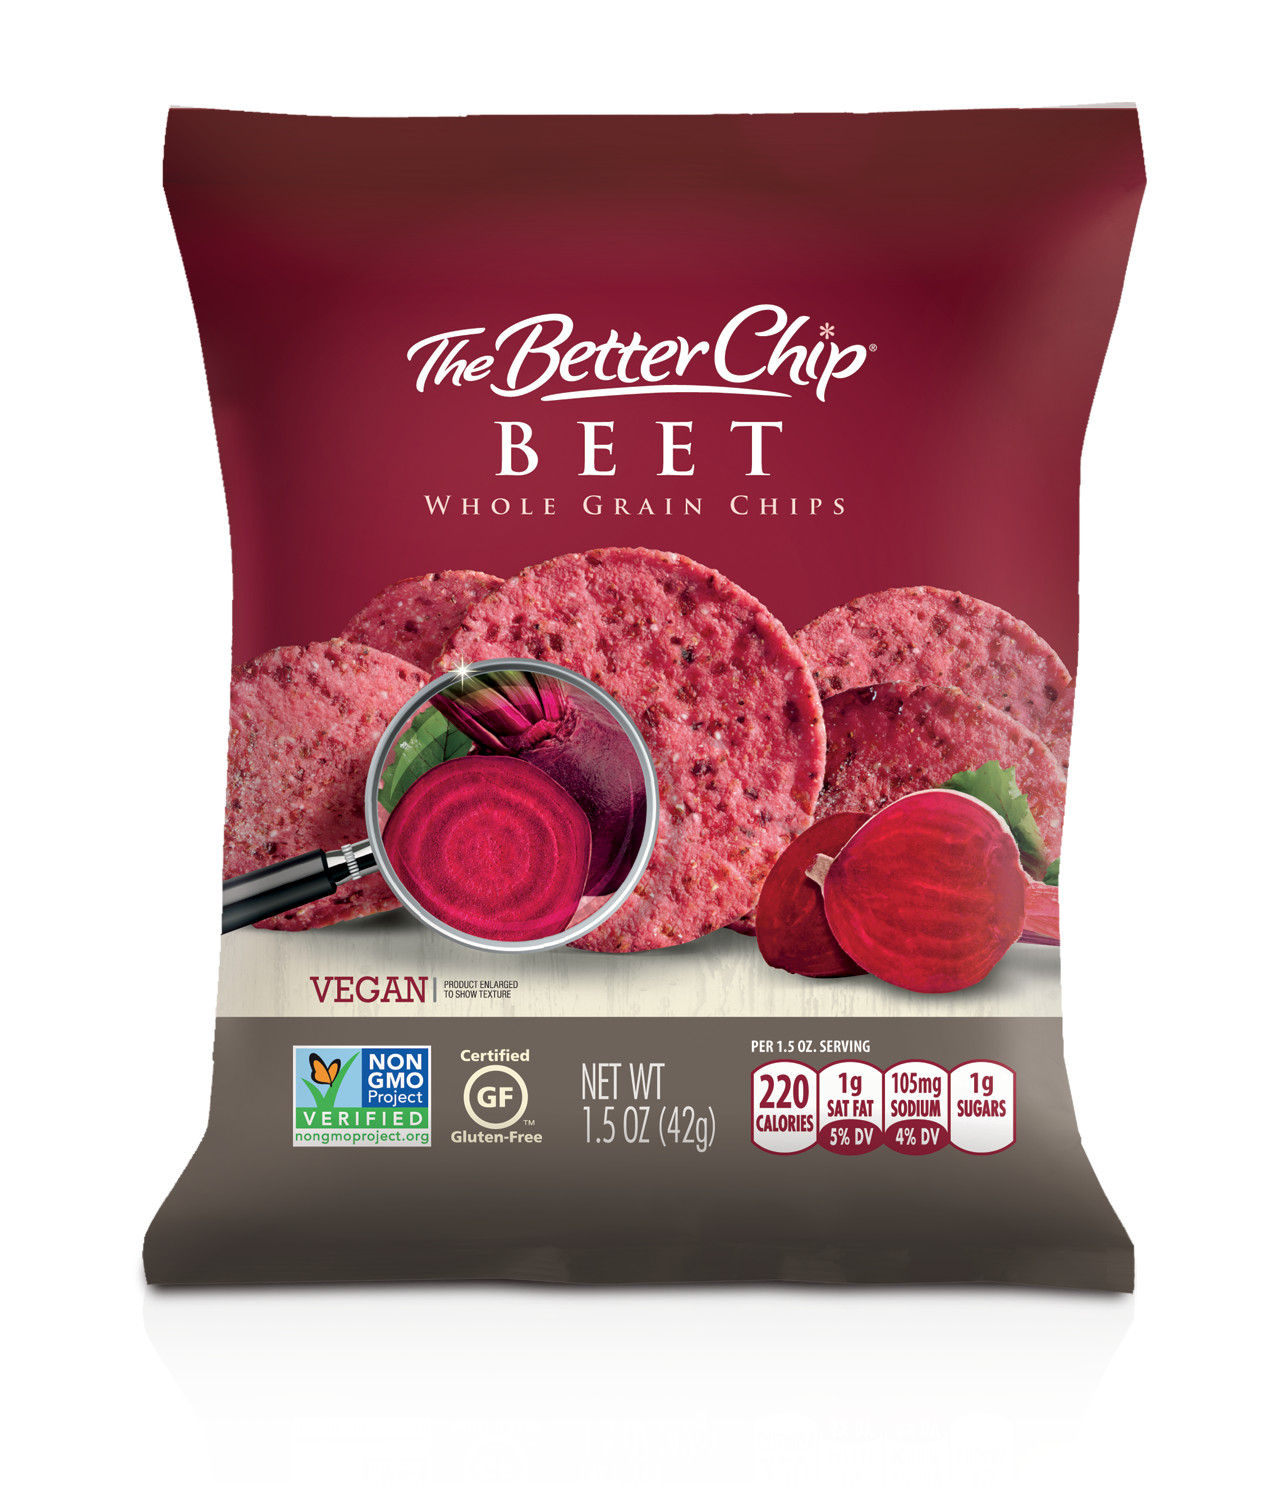 The Better Chip®
BEET
WHOLE GRAIN CHIPS
VEGAN
PRODUCT ENLARGED
TO SHOW TEXTURE
NON
GMO
Project
VERIFIED
nongmoproject.org
Certified
GF
™
Gluten-Free
NET WT
1.5 OZ (42g)
PER 1.5 OZ. SERVING
220
CALORIES
1g
SAT FAT
5% DV
105mg
SODIUM
4% DV
1g
SUGARS